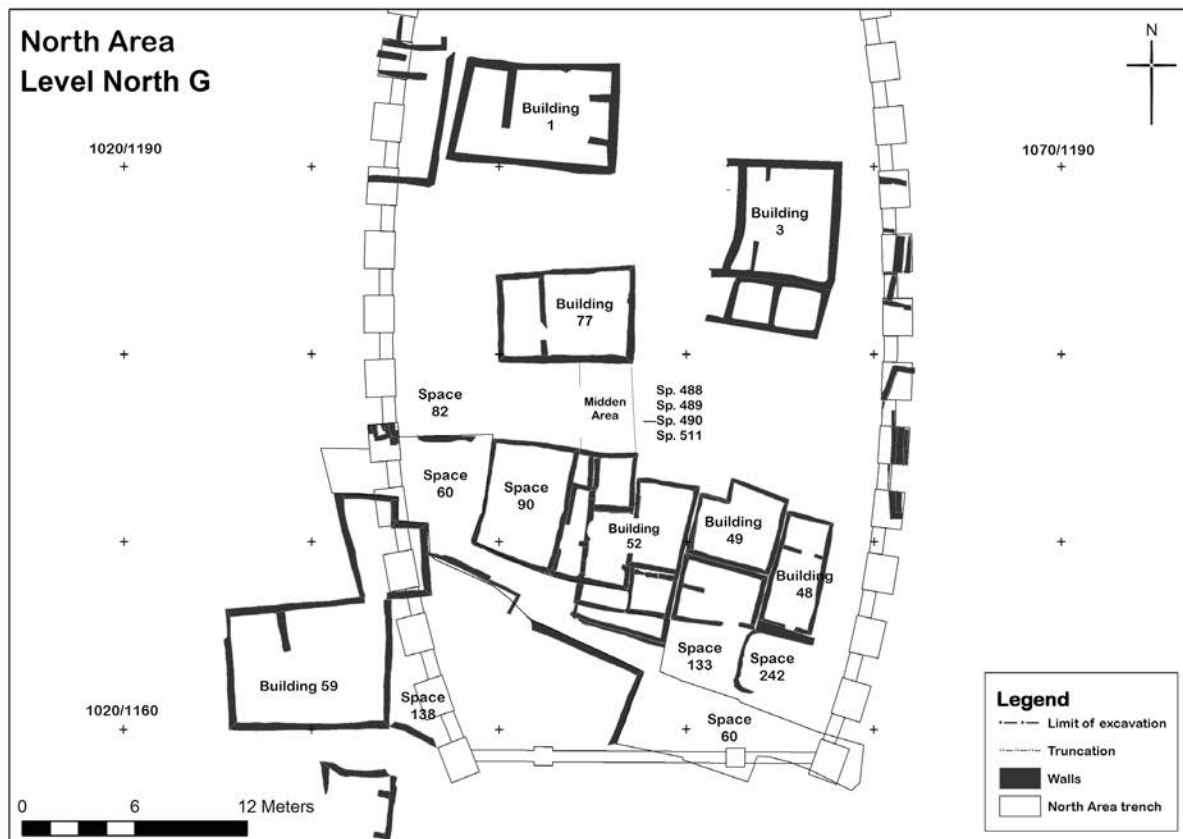 North Area
Level North G
N
Building
1
1020/1190
1070/1190
Building
3
Building
77
Space
82
Midden
Area
Sp. 488
Sp. 489
Sp. 490
Sp. 511
Space
60
Space
90
Building
52
Building
49
Building
48
Space
133
Space
242
Building 59
Space
138
1020/1160
Space
60
Legend
Limit of excavation
Truncation
Walls
North Area trench
0 6 12 Meters